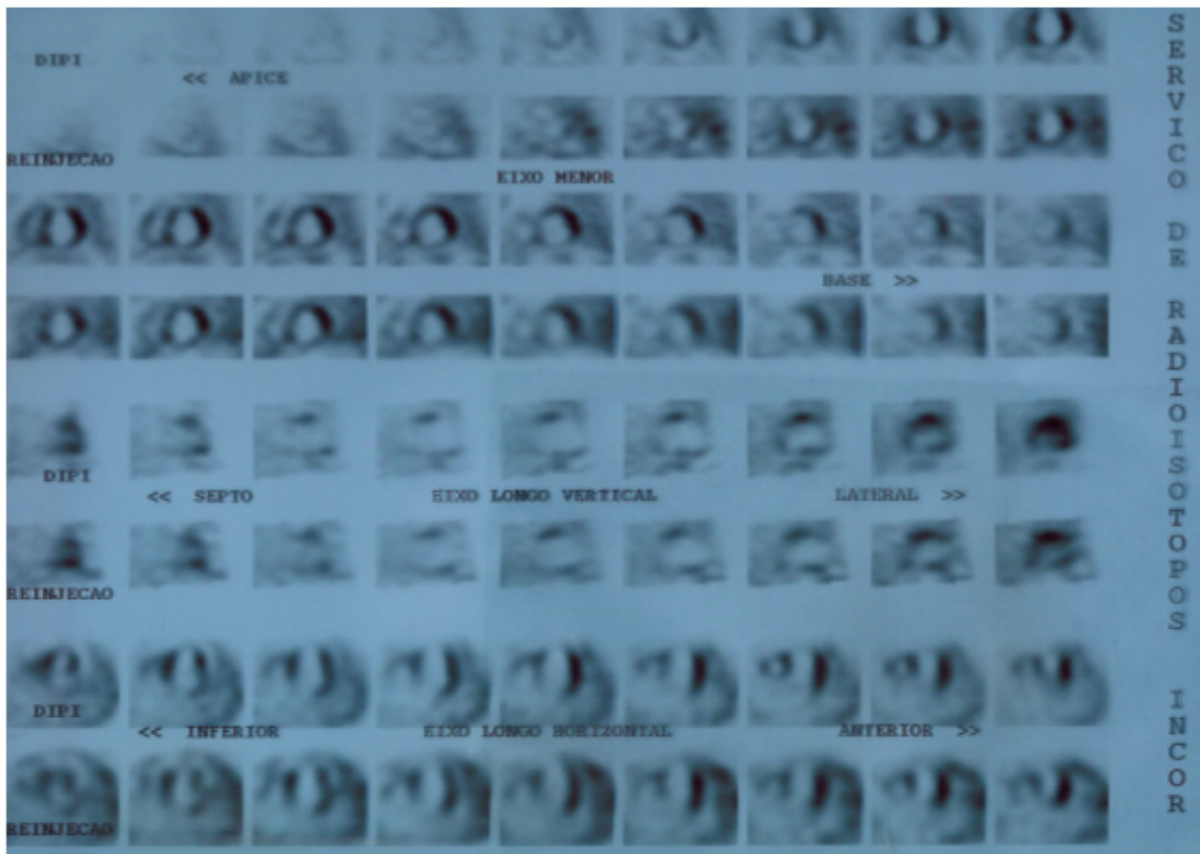 DIPI
<< APICE
REINJECAO
EIXO MENOR
BASE >>
DIPI
<< SEPTO EIXO LONGO VERTICAL LATERAL >>
REINJECAO
DIPI
<< INFERIOR EIXO LONGO HORIZONTAL ANTERIOR >>
REINJECAO
SERVICO DE RADIOISOTOPOS INCOR